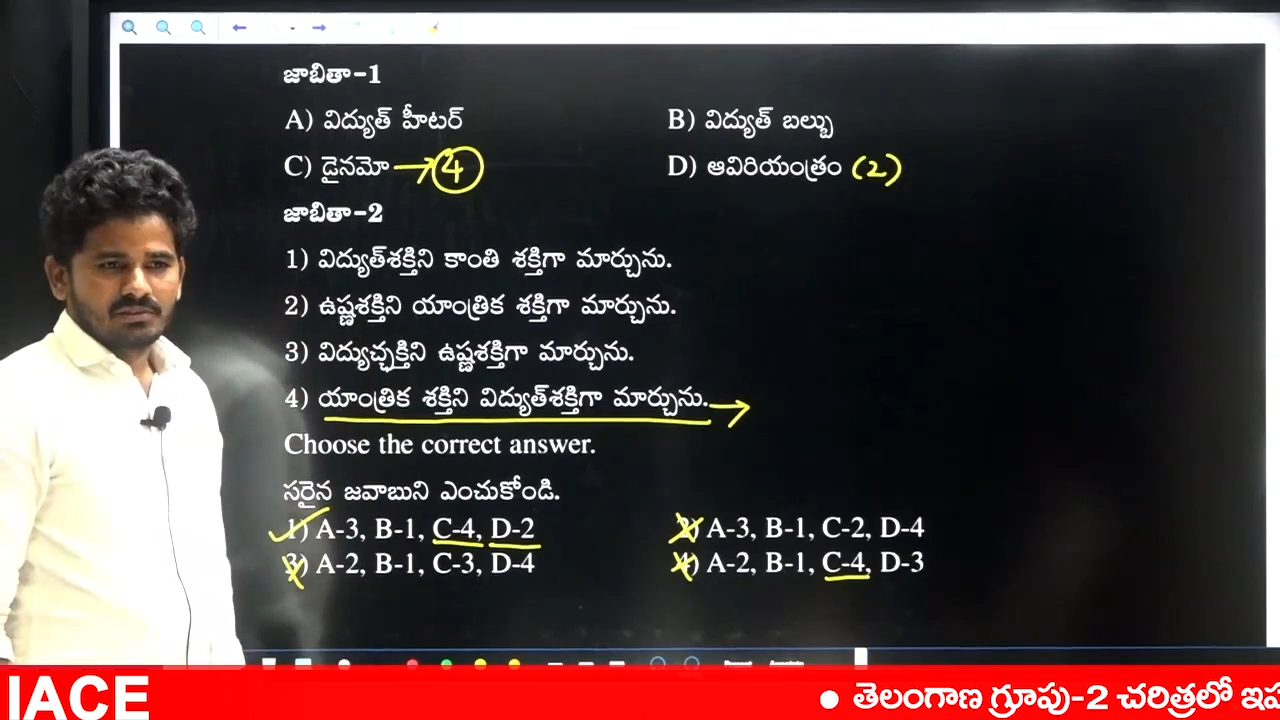 జాబితా-1
A) విద్యుత్ హీటర్ B) విద్యుత్ బల్బు
C) డైనమో → 4 D) ఆవిరియంత్రం (2)
జాబితా-2
1) విద్యుత్‌శక్తిని కాంతి శక్తిగా మార్చును.
2) ఉష్ణశక్తిని యాంత్రిక శక్తిగా మార్చును.
3) విద్యుచ్ఛక్తిని ఉష్ణశక్తిగా మార్చును.
4) యాంత్రిక శక్తిని విద్యుత్‌శక్తిగా మార్చును. →
Choose the correct answer.
సరైన జవాబుని ఎంచుకోండి.
1) A-3, B-1, C-4, D-2 2) A-3, B-1, C-2, D-4
3) A-2, B-1, C-3, D-4 4) A-2, B-1, C-4, D-3
IACE • తెలంగాణ గ్రూపు-2 చరిత్రలో